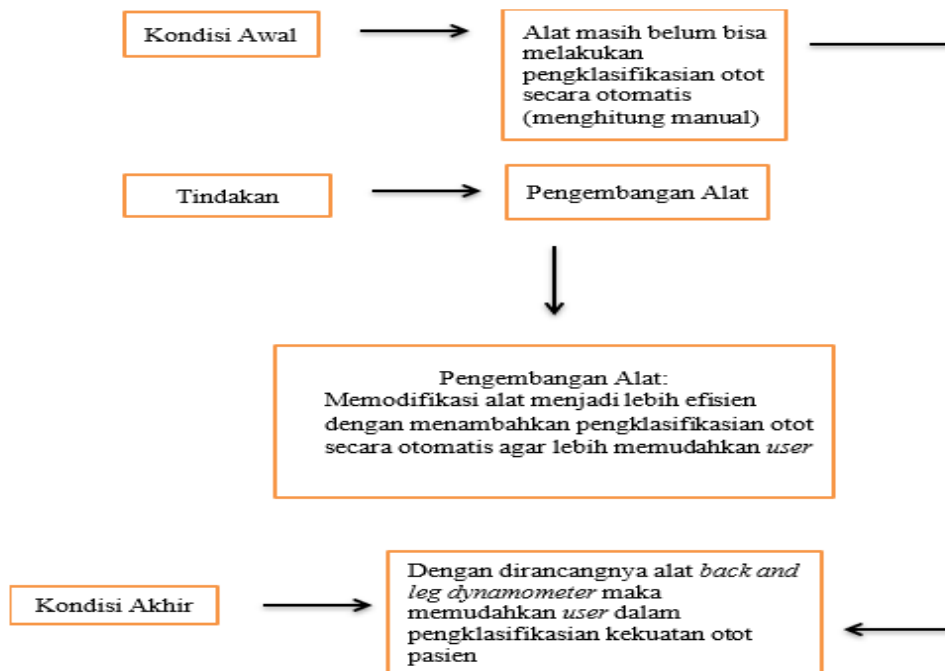 Kondisi Awal
Alat masih belum bisa
melakukan
pengklasifikasian otot
secara otomatis
(menghitung manual)
Tindakan
Pengembangan Alat
Pengembangan Alat:
Memodifikasi alat menjadi lebih efisien
dengan menambahkan pengklasifikasian otot
secara otomatis agar lebih memudahkan user
Kondisi Akhir
Dengan dirancangnya alat back and
leg dynamometer maka
memudahkan user dalam
pengklasifikasian kekuatan otot
pasien